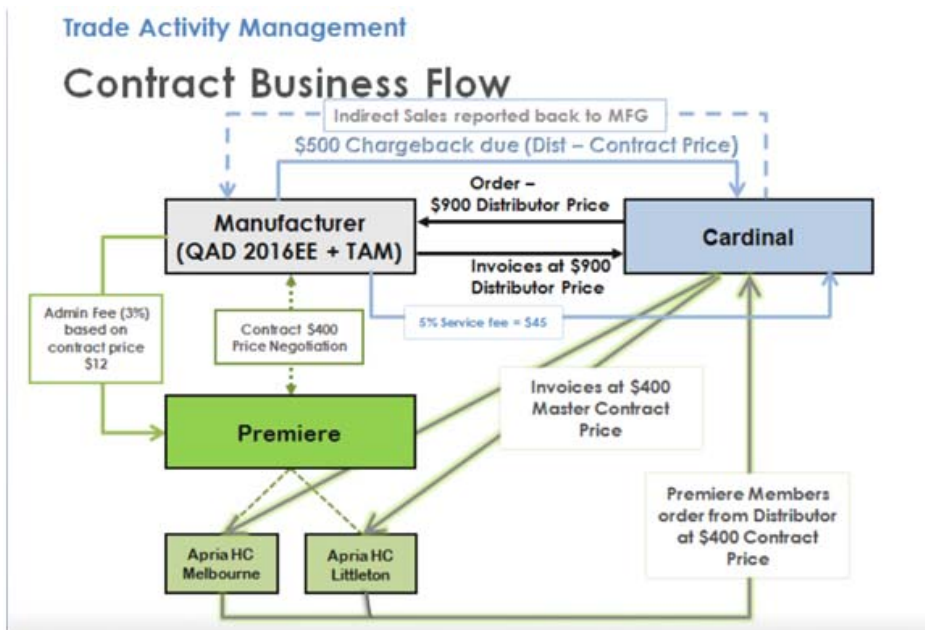 Trade Activity Management
Contract Business Flow
Indirect Sales reported back to MFG
$500 Chargeback due (Dist – Contract Price)
Order –
$900 Distributor Price
Manufacturer
(QAD 2016EE + TAM)
Cardinal
Invoices at $900
Distributor Price
Admin Fee (3%)
based on
contract price
$12
Contract $400
Price Negotiation
5% Service fee = $45
Invoices at $400
Master Contract
Price
Premiere
Premiere Members
order from Distributor
at $400 Contract
Price
Apria HC
Melbourne
Apria HC
Littleton